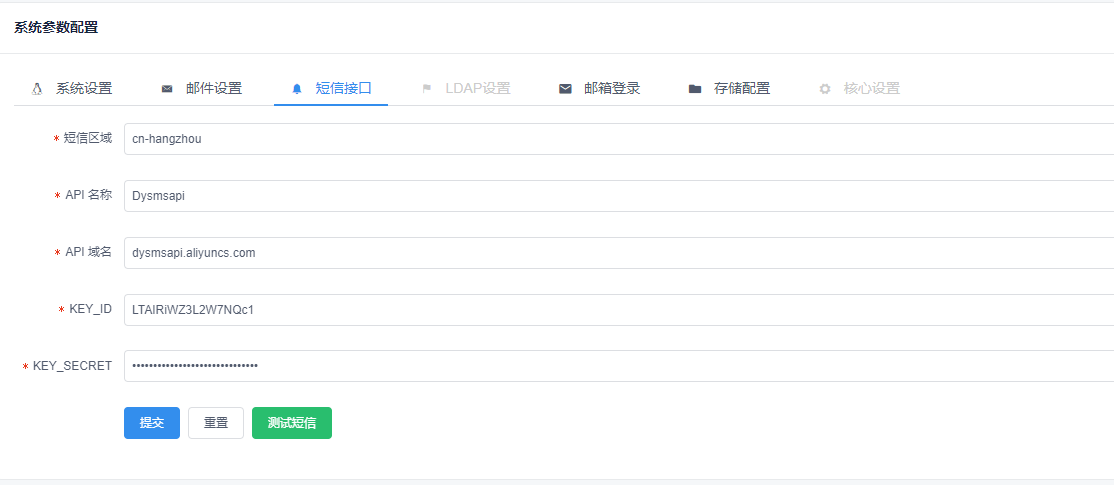 系统参数配置
系统设置 邮件设置 短信接口 LDAP设置 邮箱登录 存储配置 核心设置
* 短信区域 cn-hangzhou
* API 名称 Dysmsapi
* API 域名 dysmsapi.aliyuncs.com
* KEY_ID LTAIRiWZ3L2W7NQc1
* KEY_SECRET ••••••••••••••••••••••••••••••
提交 重置 测试短信